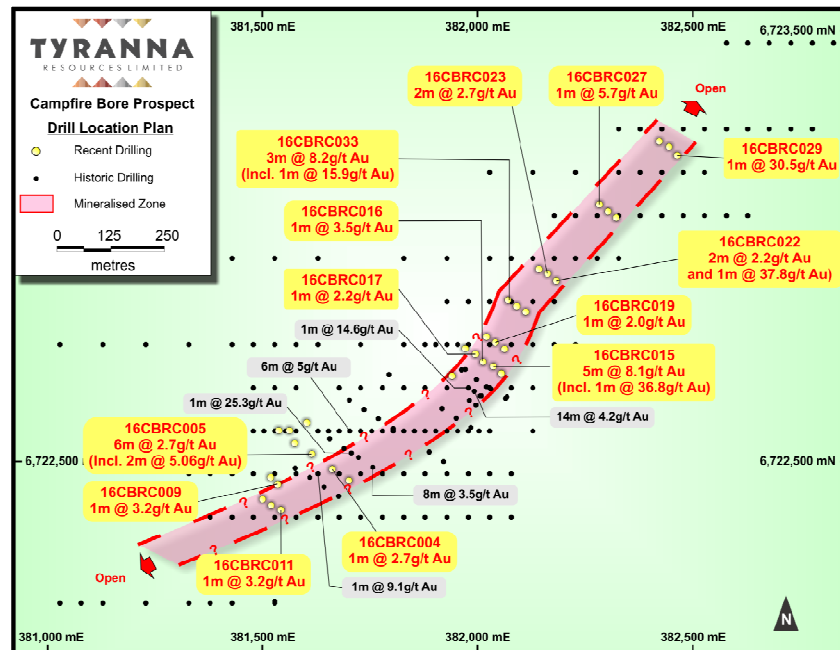 TYRANNA
RESOURCES LIMITED
Campfire Bore Prospect
Drill Location Plan
Recent Drilling
Historic Drilling
Mineralised Zone
0 125 250
metres
381,500 mE
382,000 mE
382,500 mE
6,723,500 mN
16CBRC023
2m @ 2.7g/t Au
16CBRC027
1m @ 5.7g/t Au
Open
16CBRC033
3m @ 8.2g/t Au
(Incl. 1m @ 15.9g/t Au)
16CBRC029
1m @ 30.5g/t Au
16CBRC016
1m @ 3.5g/t Au
16CBRC022
2m @ 2.2g/t Au
and 1m @ 37.8g/t Au)
16CBRC017
1m @ 2.2g/t Au
16CBRC019
1m @ 2.0g/t Au
1m @ 14.6g/t Au
?
?
16CBRC015
5m @ 8.1g/t Au
(Incl. 1m @ 36.8g/t Au)
6m @ 5g/t Au
?
1m @ 25.3g/t Au
?
14m @ 4.2g/t Au
16CBRC005
6m @ 2.7g/t Au
(Incl. 2m @ 5.06g/t Au)
?
?
?
6,722,500
6,722,500 mN
16CBRC009
1m @ 3.2g/t Au
?
8m @ 3.5g/t Au
?
?
?
16CBRC004
1m @ 2.7g/t Au
16CBRC011
1m @ 3.2g/t Au
1m @ 9.1g/t Au
Open
N
381,000 mE
381,500 mE
382,000 mE
382,500 mE